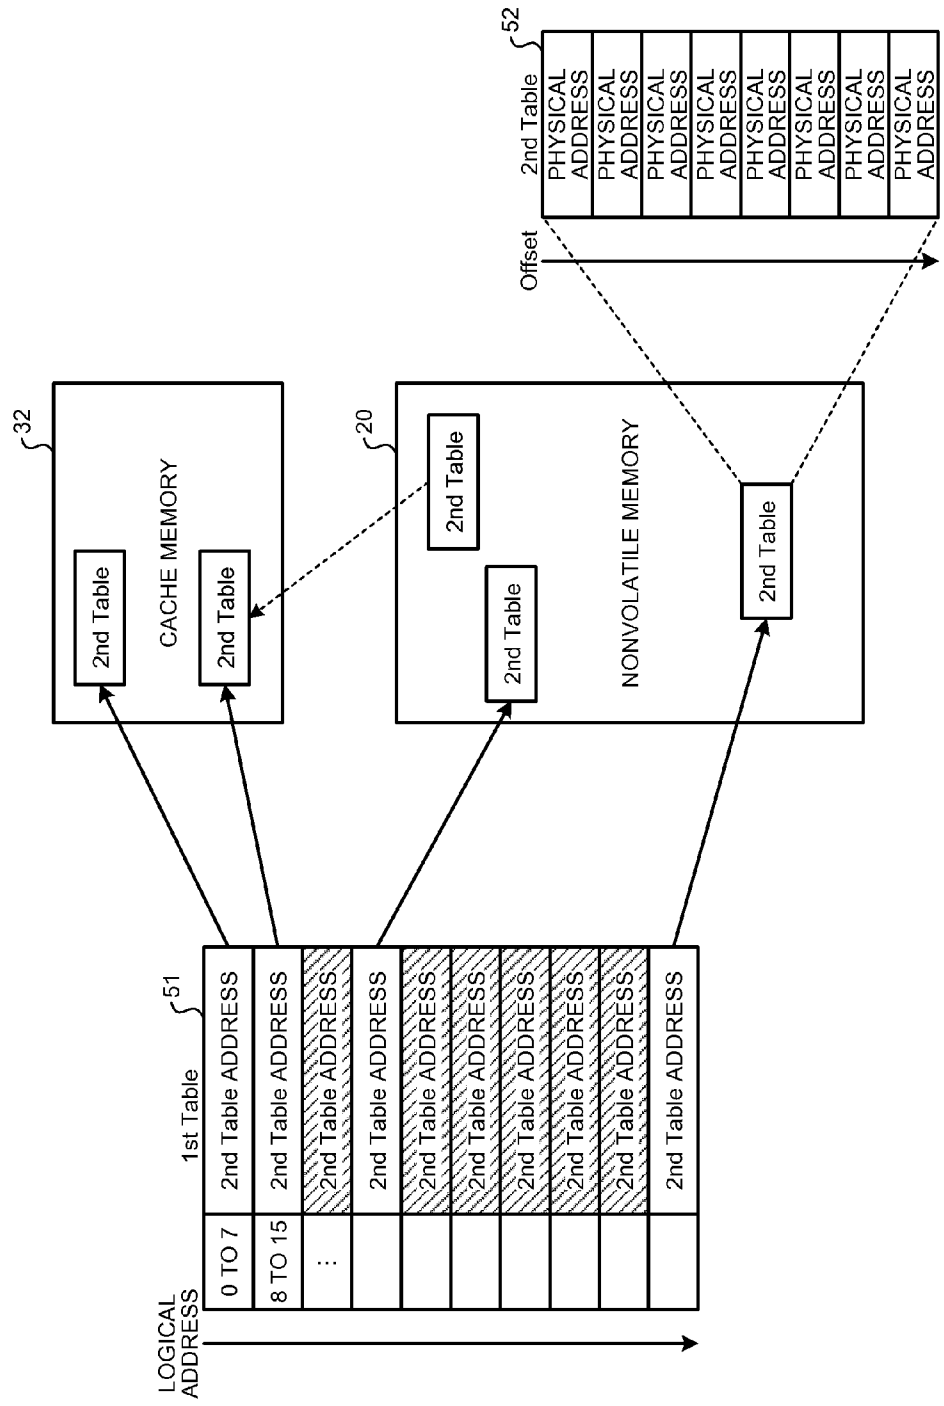 LOGICAL
ADDRESS
1st Table
51
0 TO 7
2nd Table ADDRESS
8 TO 15
2nd Table ADDRESS
...
2nd Table ADDRESS
2nd Table ADDRESS
2nd Table ADDRESS
2nd Table ADDRESS
2nd Table ADDRESS
2nd Table ADDRESS
2nd Table ADDRESS
2nd Table ADDRESS
32
2nd Table
CACHE MEMORY
2nd Table
20
2nd Table
2nd Table
NONVOLATILE MEMORY
2nd Table
Offset
2nd Table
52
PHYSICAL
ADDRESS
PHYSICAL
ADDRESS
PHYSICAL
ADDRESS
PHYSICAL
ADDRESS
PHYSICAL
ADDRESS
PHYSICAL
ADDRESS
PHYSICAL
ADDRESS
PHYSICAL
ADDRESS